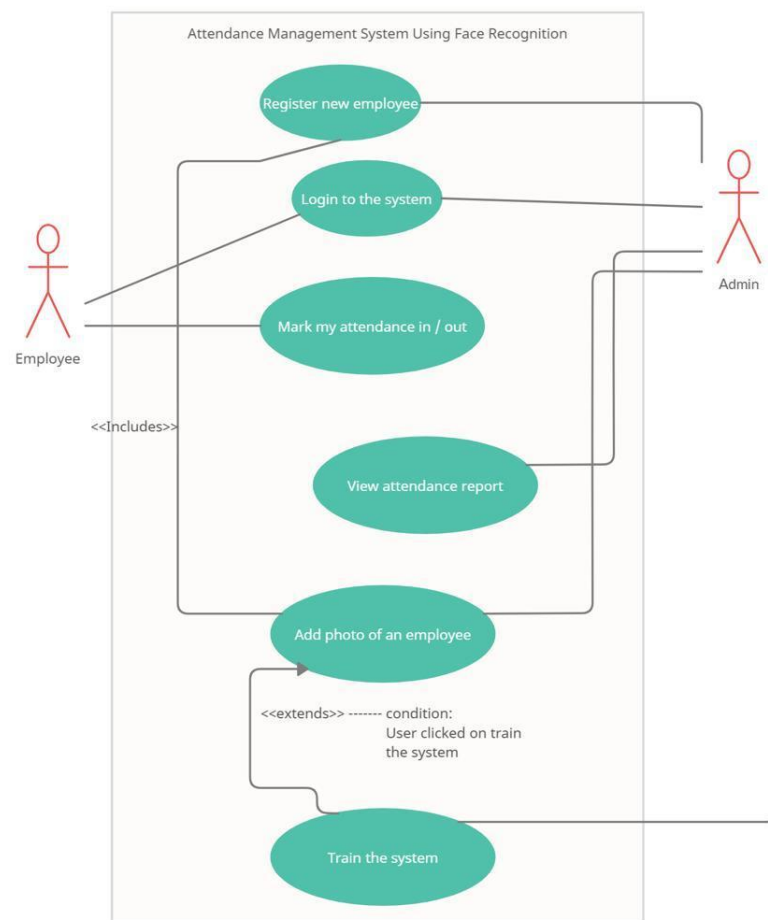 Attendance Management System Using Face Recognition
Register new employee
Login to the system
Admin
Mark my attendance in / out
Employee
<<Includes>>
View attendance report
Add photo of an employee
<<extends>> ------- condition:
User clicked on train
the system
Train the system